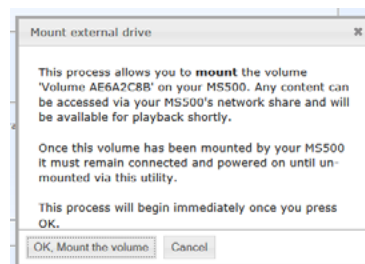 Mount external drive
This process allows you to mount the volume
'Volume AE6A2C8B' on your MS500. Any content
can be accessed via your MS500's network share and will
be available for playback shortly.
Once this volume has been mounted by your MS500
it must remain connected and powered on until un-
mounted via this utility.
This process will begin immediately once you press
OK.
OK, Mount the volume Cancel